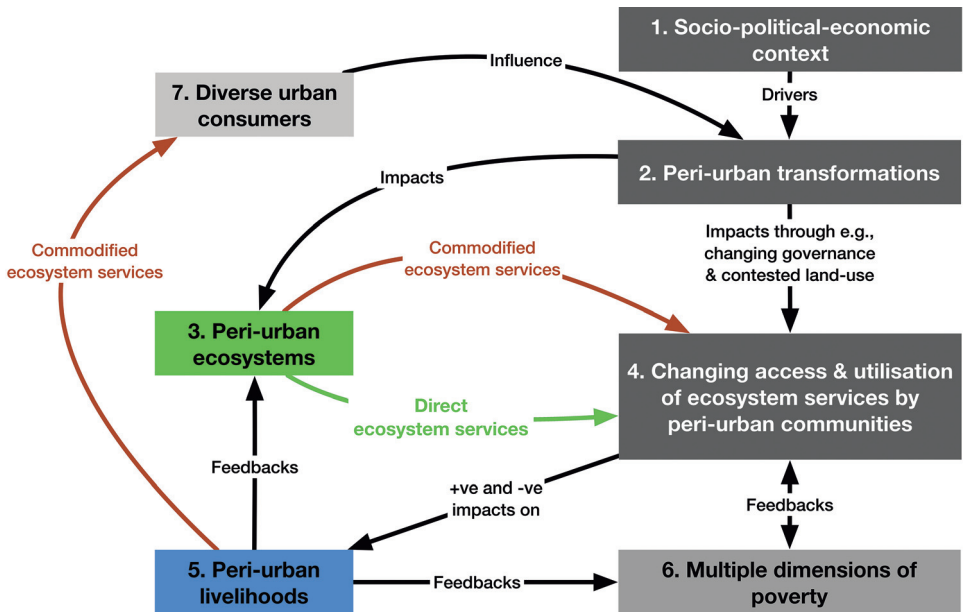 1. Socio-political-economic
context
Influence
7. Diverse urban
consumers
Drivers
2. Peri-urban transformations
Impacts
Impacts through e.g.,
changing governance
& contested land-use
Commodified
ecosystem services
Commodified
ecosystem services
3. Peri-urban
ecosystems
4. Changing access & utilisation
of ecosystem services by
peri-urban communities
Direct
ecosystem services
Feedbacks
+ve and -ve
impacts on
Feedbacks
5. Peri-urban
livelihoods
Feedbacks
6. Multiple dimensions of
poverty